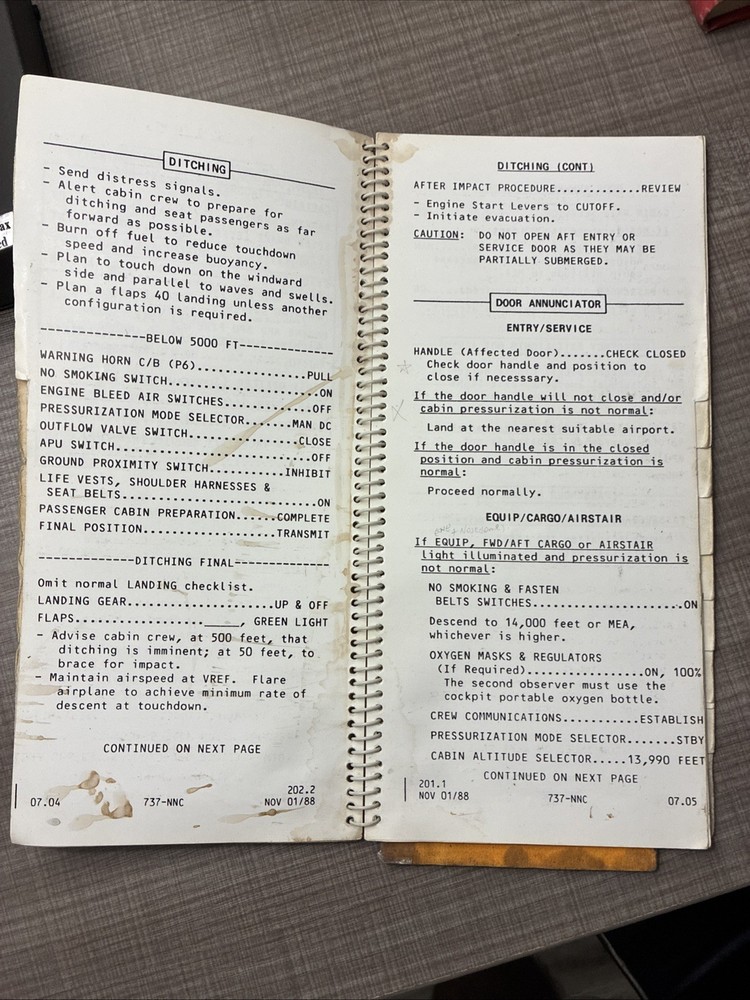 DITCHING
- Send distress signals.
- Alert cabin crew to prepare for
ditching and seat passengers as far
forward as possible.
- Burn off fuel to reduce touchdown
speed and increase buoyancy.
- Plan to touch down on the windward
side and parallel to waves and swells.
- Plan a flaps 40 landing unless another
configuration is required.
--------------BELOW 5000 FT-------------
WARNING HORN C/B (P6)...............PULL
NO SMOKING SWITCH.....................ON
ENGINE BLEED AIR SWITCHES............OFF
PRESSURIZATION MODE SELECTOR......MAN DC
OUTFLOW VALVE SWITCH...............CLOSE
APU SWITCH...........................OFF
GROUND PROXIMITY SWITCH..........INHIBIT
LIFE VESTS, SHOULDER HARNESSES &
SEAT BELTS............................ON
PASSENGER CABIN PREPARATION.....COMPLETE
FINAL POSITION..................TRANSMIT
-------------DITCHING FINAL-------------
Omit normal LANDING checklist.
LANDING GEAR....................UP & OFF
FLAPS.................._____, GREEN LIGHT
- Advise cabin crew, at 500 feet, that
ditching is imminent; at 50 feet, to
brace for impact.
- Maintain airspeed at VREF. Flare
airplane to achieve minimum rate of
descent at touchdown.
CONTINUED ON NEXT PAGE
07.04
737-NNC
202.2
NOV 01/88
DITCHING (CONT)
AFTER IMPACT PROCEDURE.............REVIEW
- Engine Start Levers to CUTOFF.
- Initiate evacuation.
CAUTION: DO NOT OPEN AFT ENTRY OR
SERVICE DOOR AS THEY MAY BE
PARTIALLY SUBMERGED.
DOOR ANNUNCIATOR
ENTRY/SERVICE
HANDLE (Affected Door).......CHECK CLOSED
Check door handle and position to
close if necesssary.
If the door handle will not close and/or
cabin pressurization is not normal:
Land at the nearest suitable airport.
If the door handle is in the closed
position and cabin pressurization is
normal:
Proceed normally.
EQUIP/CARGO/AIRSTAIR
If EQUIP, FWD/AFT CARGO or AIRSTAIR
light illuminated and pressurization is
not normal:
NO SMOKING & FASTEN
BELTS SWITCHES.......................ON
Descend to 14,000 feet or MEA,
whichever is higher.
OXYGEN MASKS & REGULATORS
(If Required)..................ON, 100%
The second observer must use the
cockpit portable oxygen bottle.
CREW COMMUNICATIONS...........ESTABLISH
PRESSURIZATION MODE SELECTOR.......STBY
CABIN ALTITUDE SELECTOR.....13,990 FEET
CONTINUED ON NEXT PAGE
201.1
NOV 01/88
737-NNC
07.05